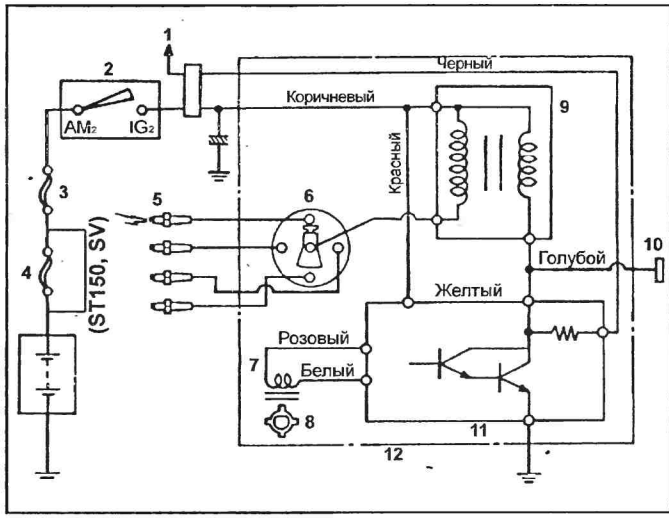 1
2
12
Черный
AM₂
IG₂
Коричневый
9
Красный
3
5
6
10
Голубой
4
(ST150, SV)
Желтый
Розовый
7
Белый
8
11